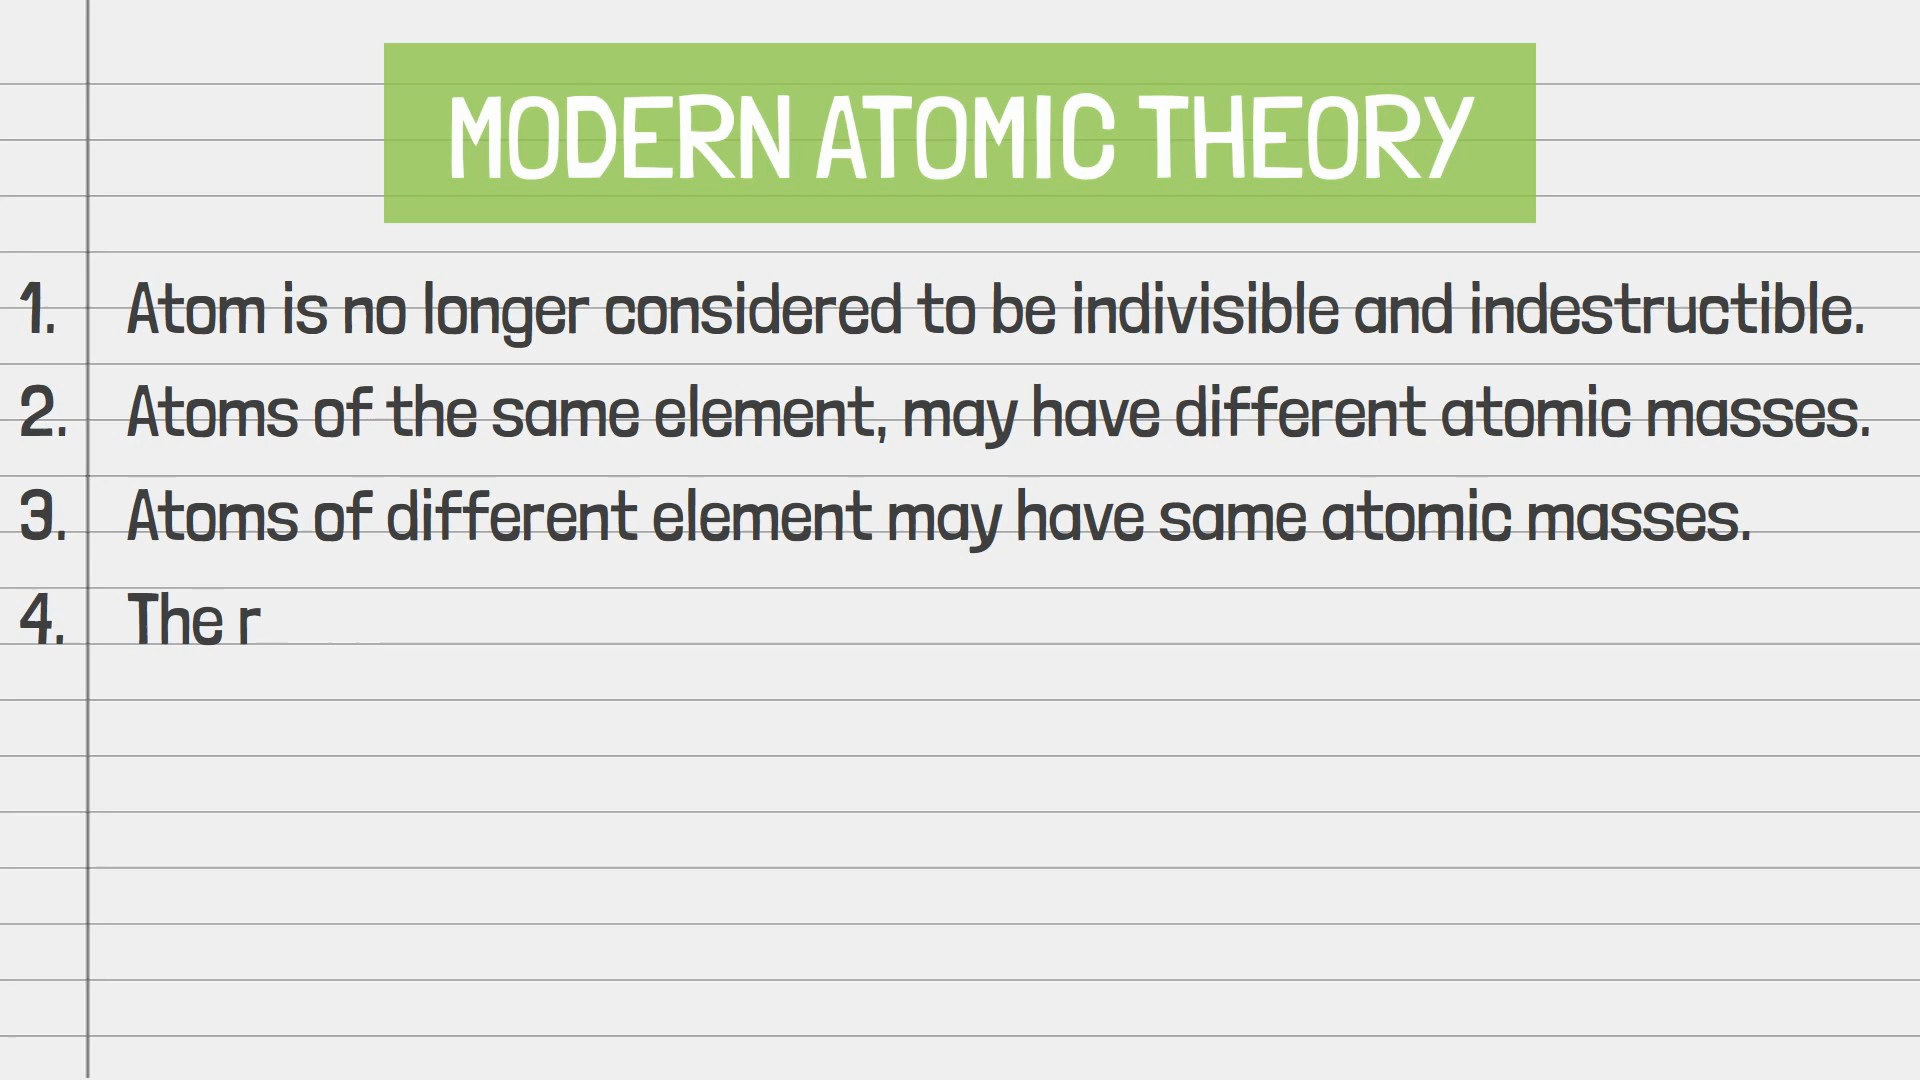 MODERN ATOMIC THEORY
1. Atom is no longer considered to be indivisible and indestructible.
2. Atoms of the same element, may have different atomic masses.
3. Atoms of different element may have same atomic masses.
4. The r